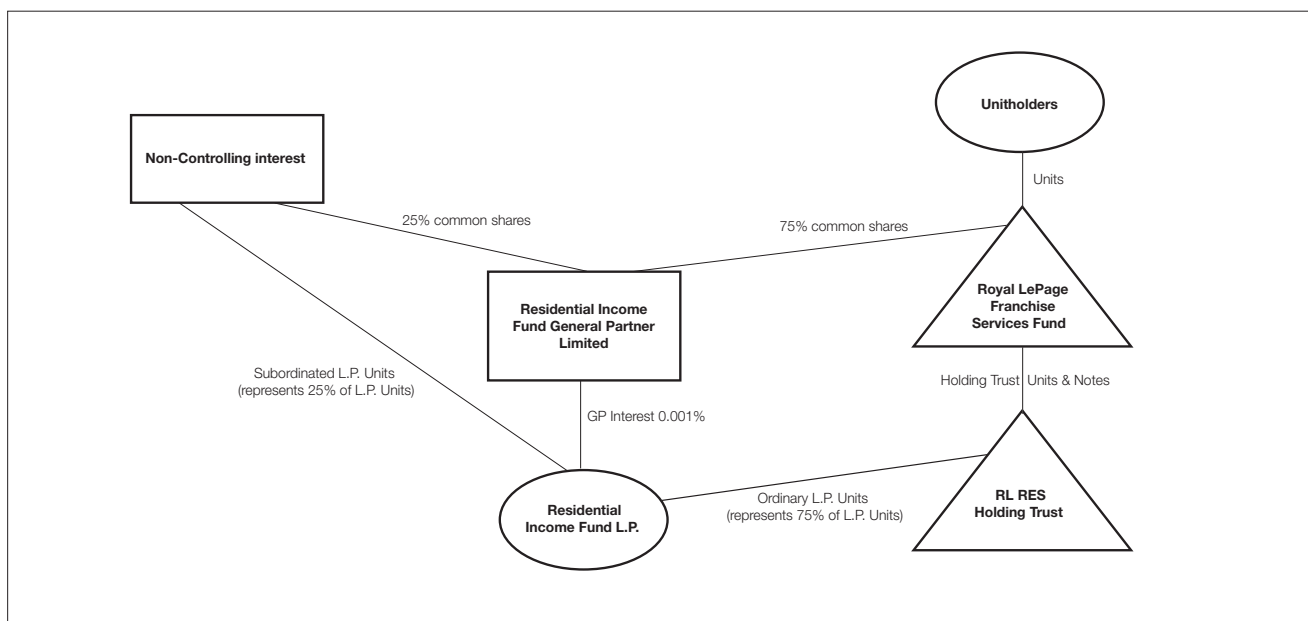 Unitholders
Non-Controlling interest
Units
25% common shares
75% common shares
Residential Income
Fund General Partner
Limited
Royal LePage
Franchise
Services Fund
Subordinated L.P. Units
(represents 25% of L.P. Units)
Holding Trust Units & Notes
GP Interest 0.001%
Ordinary L.P. Units
(represents 75% of L.P. Units)
Residential
Income Fund L.P.
RL RES
Holding Trust